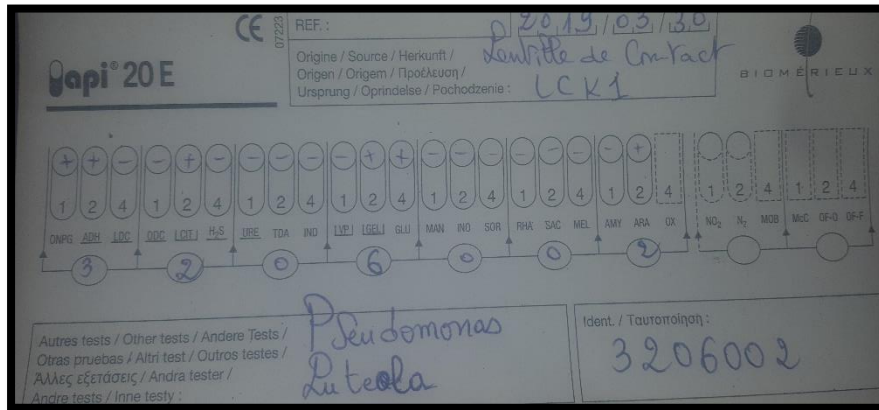 CE
07223
REF.:
2019/03/30
api® 20 E
Origine / Source / Herkunft /
Origen / Origem / Προέλευση /
Ursprung / Oprindelse / Pochodzenie :
Lentille de Contact
LCK1
BIOMÉRIEUX
+ + - - + - - - - - + + - - - - - - - +
1 2 4 1 2 4 1 2 4 1 2 4 1 2 4 1 2 4 1 2 4 1 2 4 1 2 4
ONPG ADH LDC ODC |CIT| H₂S URE TDA IND |VP| |GEL| GLU MAN INO SOR RHA SAC MEL AMY ARA OX NO₂ N₂ MOB McC OF-O OF-F
3 2 0 6 0 0 2
Autres tests / Other tests / Andere Tests /
Otras pruebas / Altri test / Outros testes /
Άλλες εξετάσεις / Andra tester /
Andre tests / Inne testy :
Pseudomonas
Luteola
Ident. / Ταυτοποίηση :
3206002